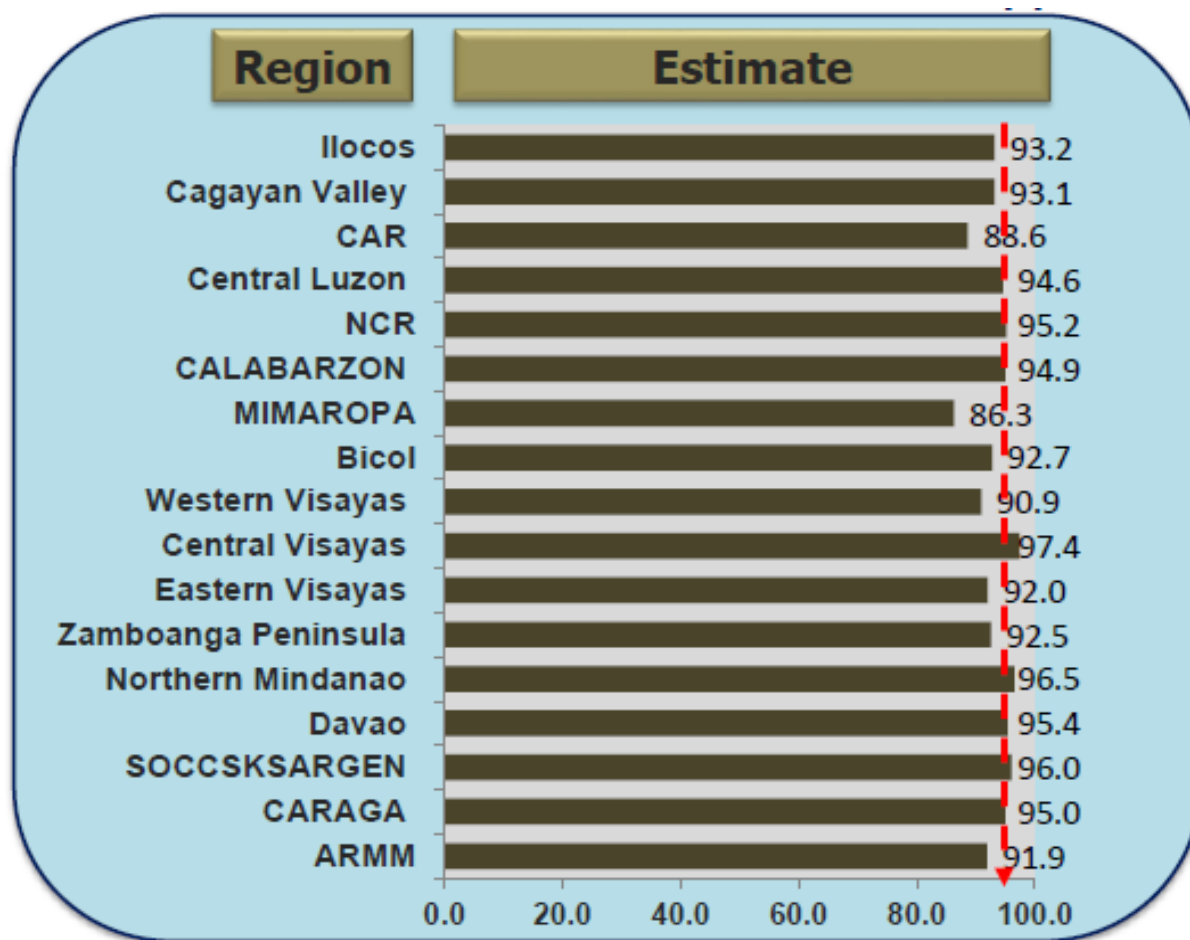 Region Estimate
Ilocos 93.2
Cagayan Valley 93.1
CAR 88.6
Central Luzon 94.6
NCR 95.2
CALABARZON 94.9
MIMAROPA 86.3
Bicol 92.7
Western Visayas 90.9
Central Visayas 97.4
Eastern Visayas 92.0
Zamboanga Peninsula 92.5
Northern Mindanao 96.5
Davao 95.4
SOCCSKSARGEN 96.0
CARAGA 95.0
ARMM 91.9
0.0 20.0 40.0 60.0 80.0 100.0